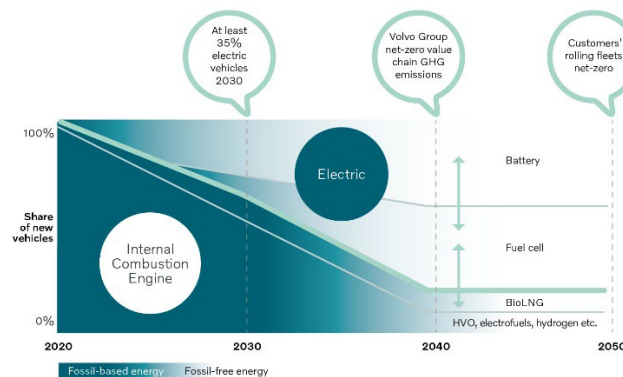 At least
35%
electric
vehicles
2030
Volvo Group
net-zero value
chain GHG
emissions
Customers'
rolling fleets
net-zero
100%
Battery
Electric
Share
of new
vehicles
Internal
Combustion
Engine
Fuel cell
BioLNG
0%
HVO, electrofuels, hydrogen etc.
2020 2030 2040 2050
Fossil-based energy Fossil-free energy